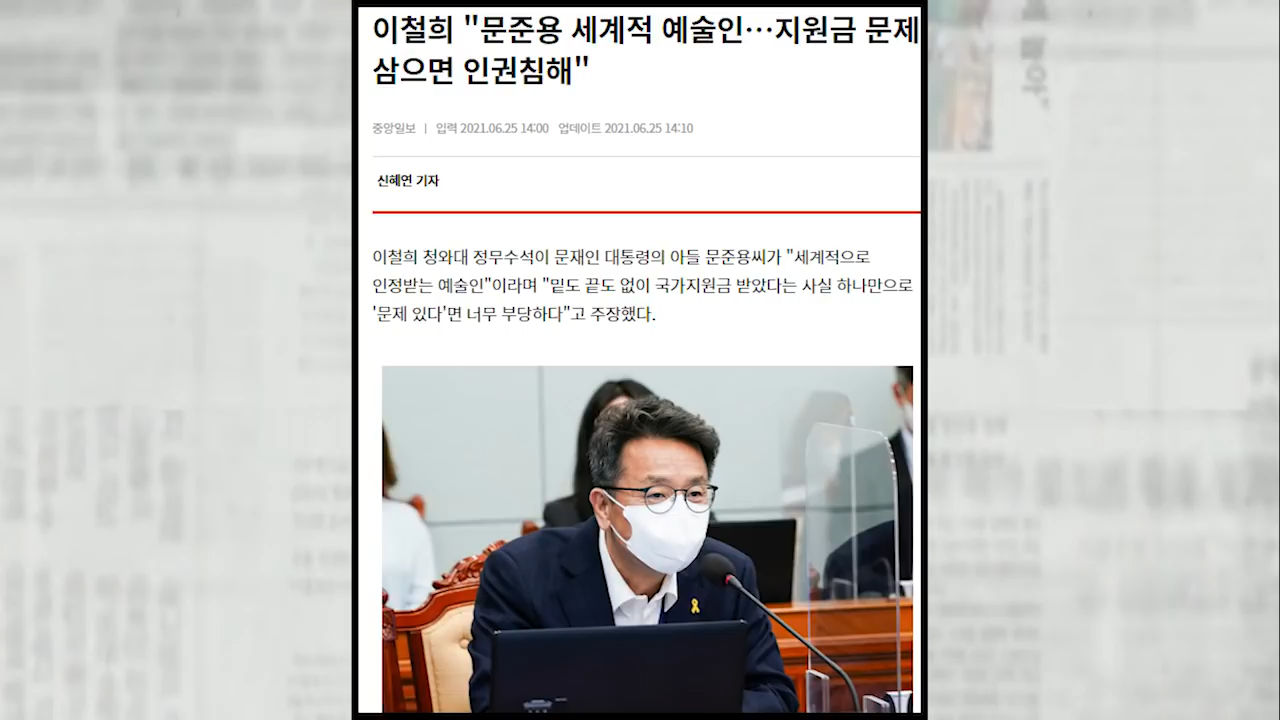 이철희 "문준용 세계적 예술인…지원금 문제
삼으면 인권침해"
중앙일보 | 입력 2021.06.25 14:00 업데이트 2021.06.25 14:10
신혜연 기자
이철희 청와대 정무수석이 문재인 대통령의 아들 문준용씨가 "세계적으로
인정받는 예술인"이라며 "밑도 끝도 없이 국가지원금 받았다는 사실 하나만으로
'문제 있다'면 너무 부당하다"고 주장했다.